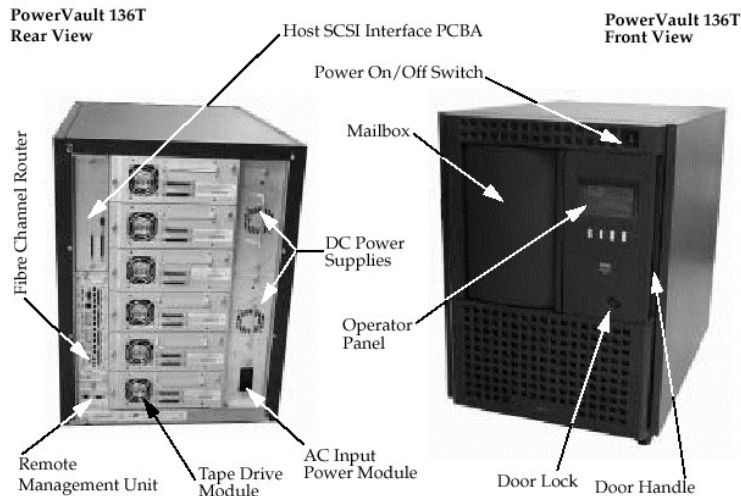 PowerVault 136T
Rear View
Host SCSI Interface PCBA
PowerVault 136T
Front View
Power On/Off Switch
Mailbox
Fibre Channel Router
DC Power
Supplies
Operator
Panel
Remote
Management Unit
Tape Drive
Module
AC Input
Power Module
Door Lock
Door Handle